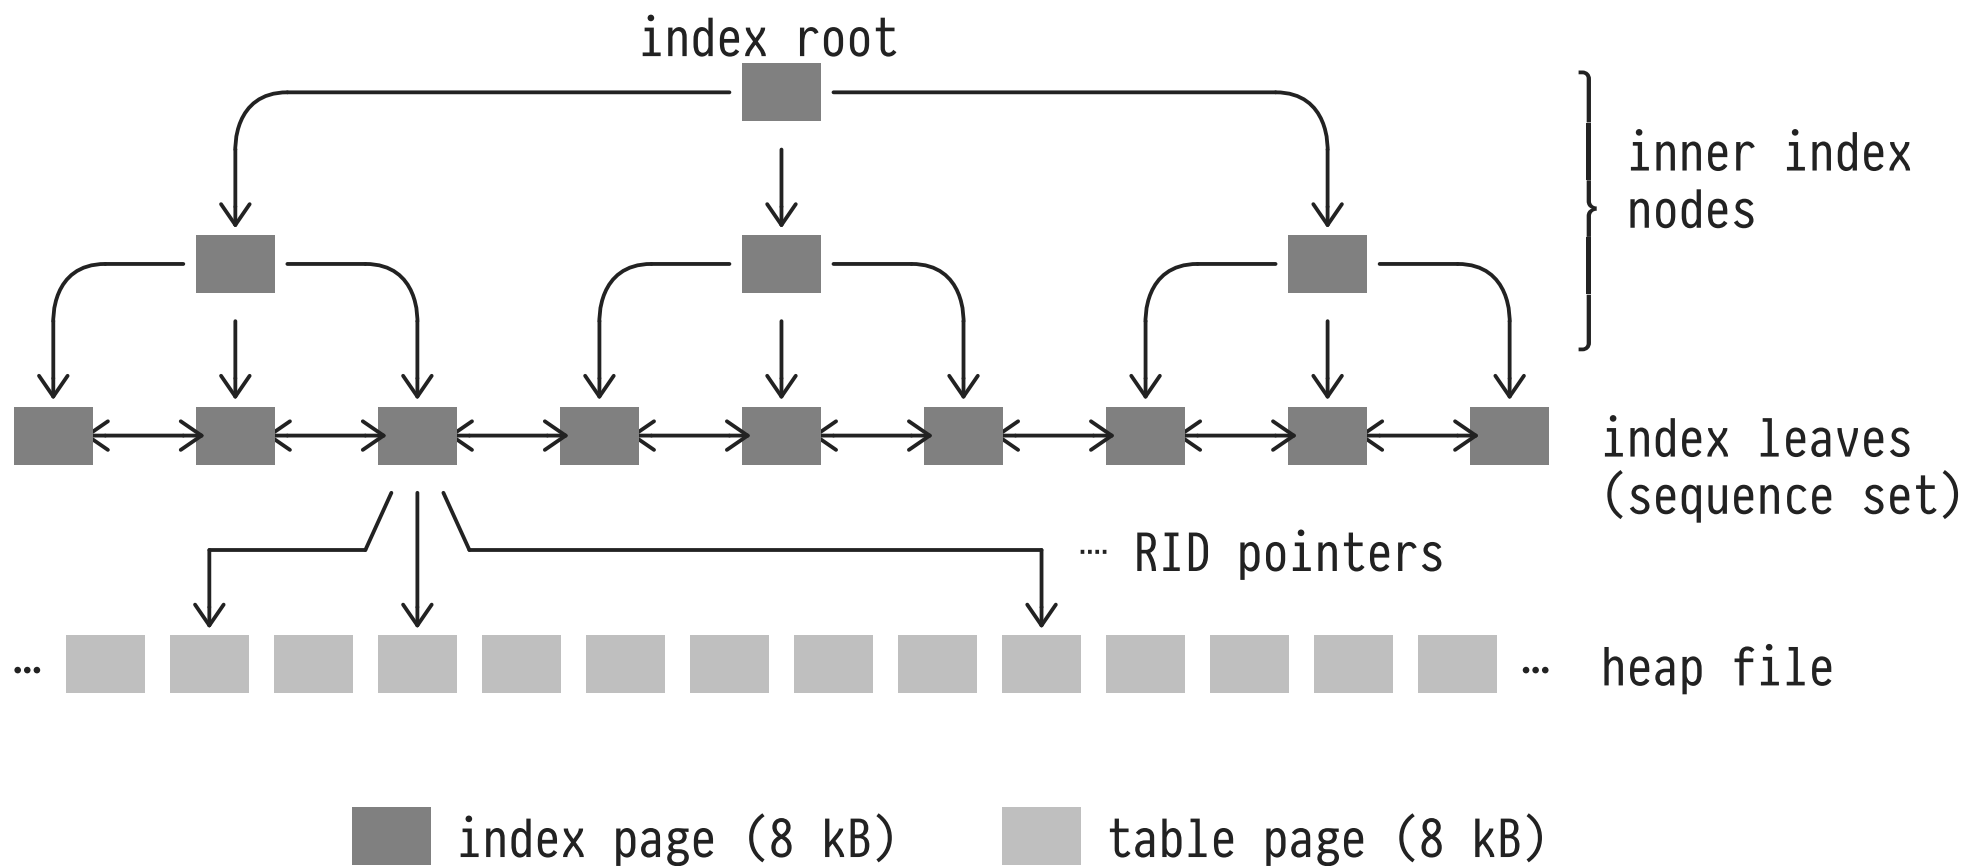 index root
inner index
nodes
index leaves
(sequence set)
···· RID pointers
… heap file
…
index page (8 kB)
table page (8 kB)